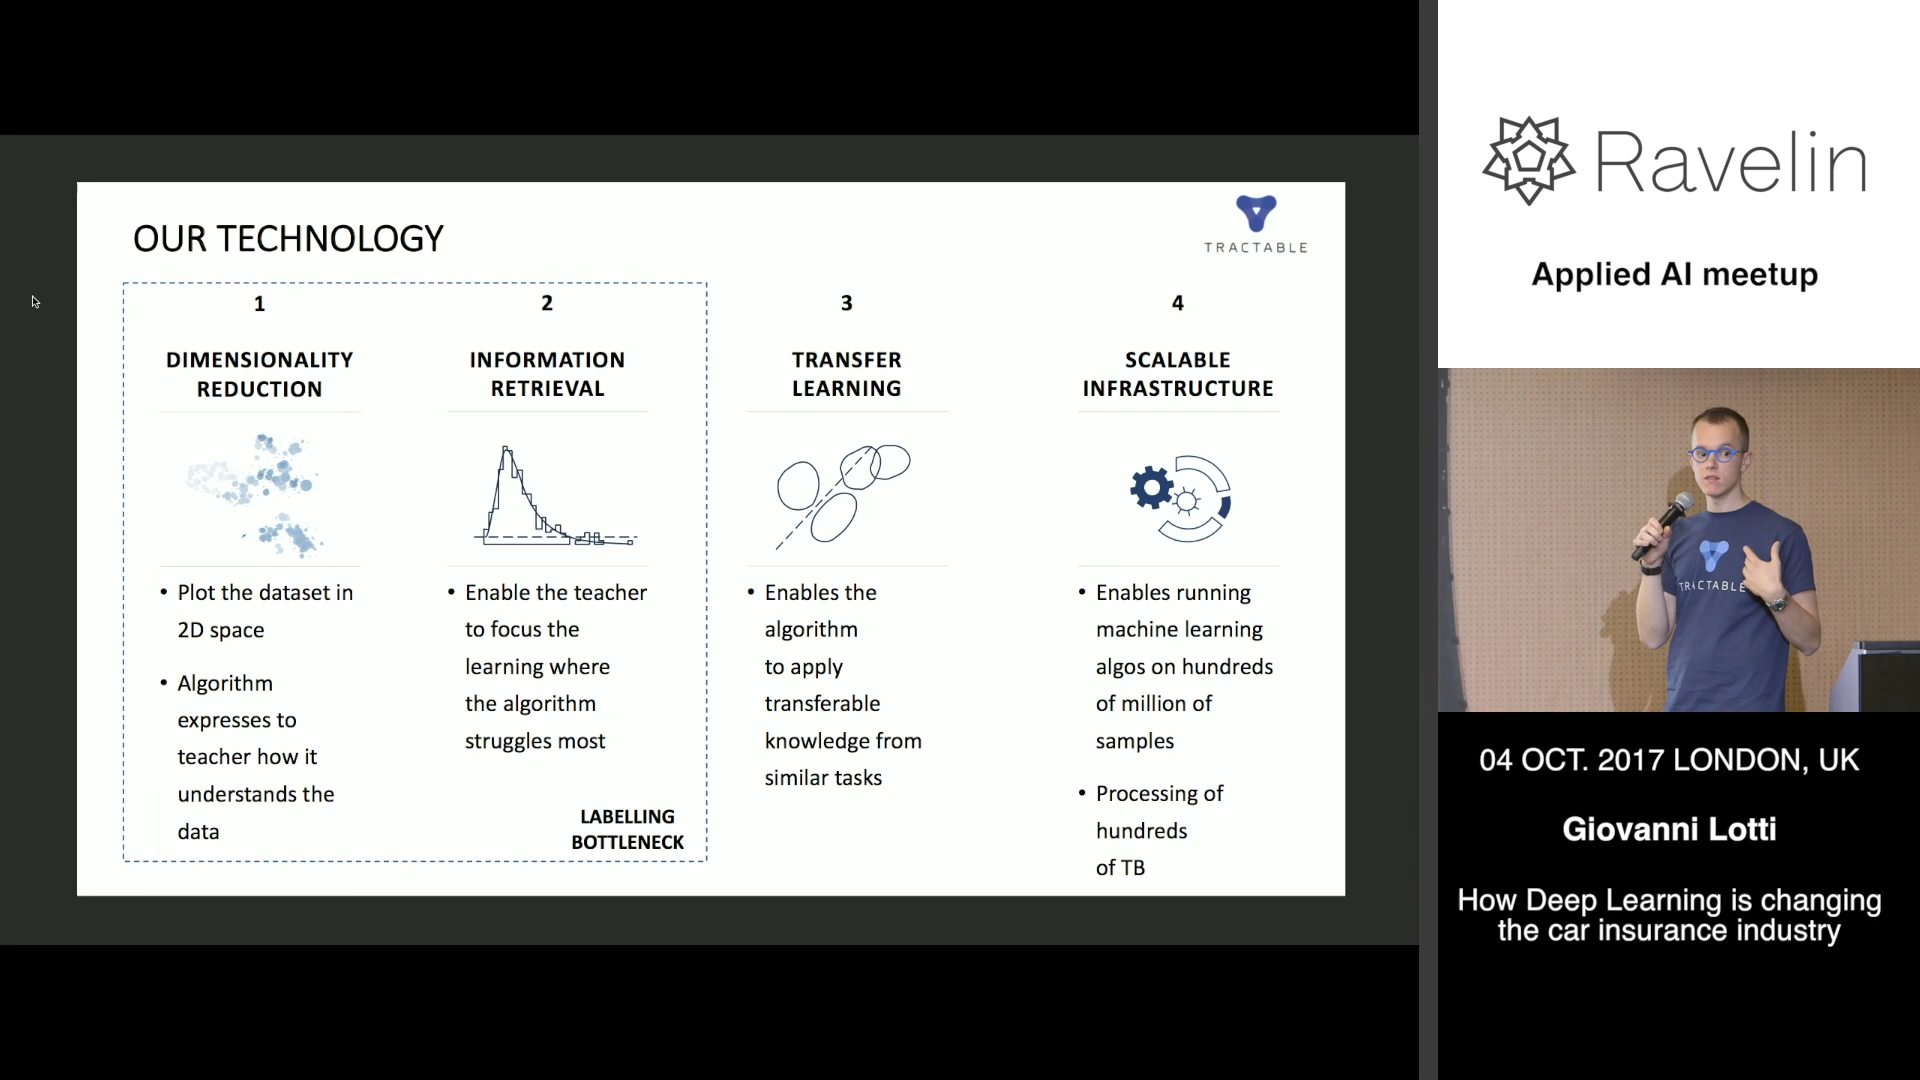 OUR TECHNOLOGY
TRACTABLE
1
DIMENSIONALITY
REDUCTION
• Plot the dataset in
2D space
• Algorithm
expresses to
teacher how it
understands the
data
2
INFORMATION
RETRIEVAL
• Enable the teacher
to focus the
learning where
the algorithm
struggles most
LABELLING
BOTTLENECK
3
TRANSFER
LEARNING
• Enables the
algorithm
to apply
transferable
knowledge from
similar tasks
4
SCALABLE
INFRASTRUCTURE
• Enables running
machine learning
algos on hundreds
of million of
samples
• Processing of
hundreds
of TB
Ravelin
Applied AI meetup
TRACTABLE
04 OCT. 2017 LONDON, UK
Giovanni Lotti
How Deep Learning is changing
the car insurance industry